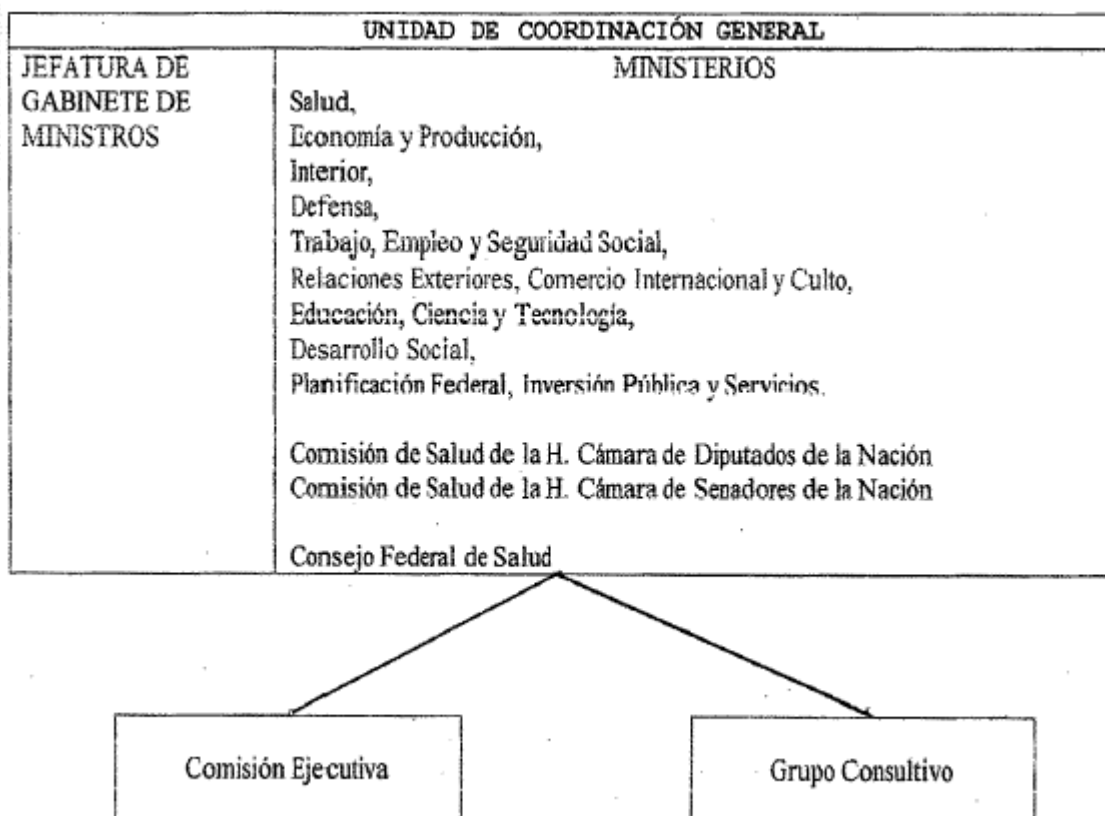 UNIDAD DE COORDINACIÓN GENERAL
JEFATURA DE
GABINETE DE
MINISTROS
MINISTERIOS
Salud,
Economía y Producción,
Interior,
Defensa,
Trabajo, Empleo y Seguridad Social,
Relaciones Exteriores, Comercio Internacional y Culto,
Educación, Ciencia y Tecnología,
Desarrollo Social,
Planificación Federal, Inversión Pública y Servicios.
Comisión de Salud de la H. Cámara de Diputados de la Nación
Comisión de Salud de la H. Cámara de Senadores de la Nación
Consejo Federal de Salud
Comisión Ejecutiva
Grupo Consultivo